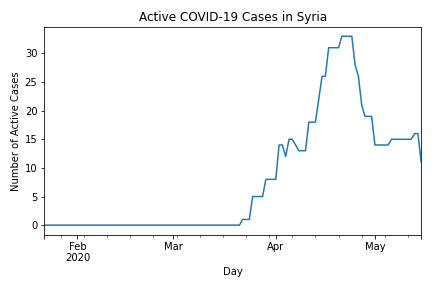 Active COVID-19 Cases in Syria
Number of Active Cases
30
25
20
15
10
5
0
Feb
2020
Mar
Apr
May
Day